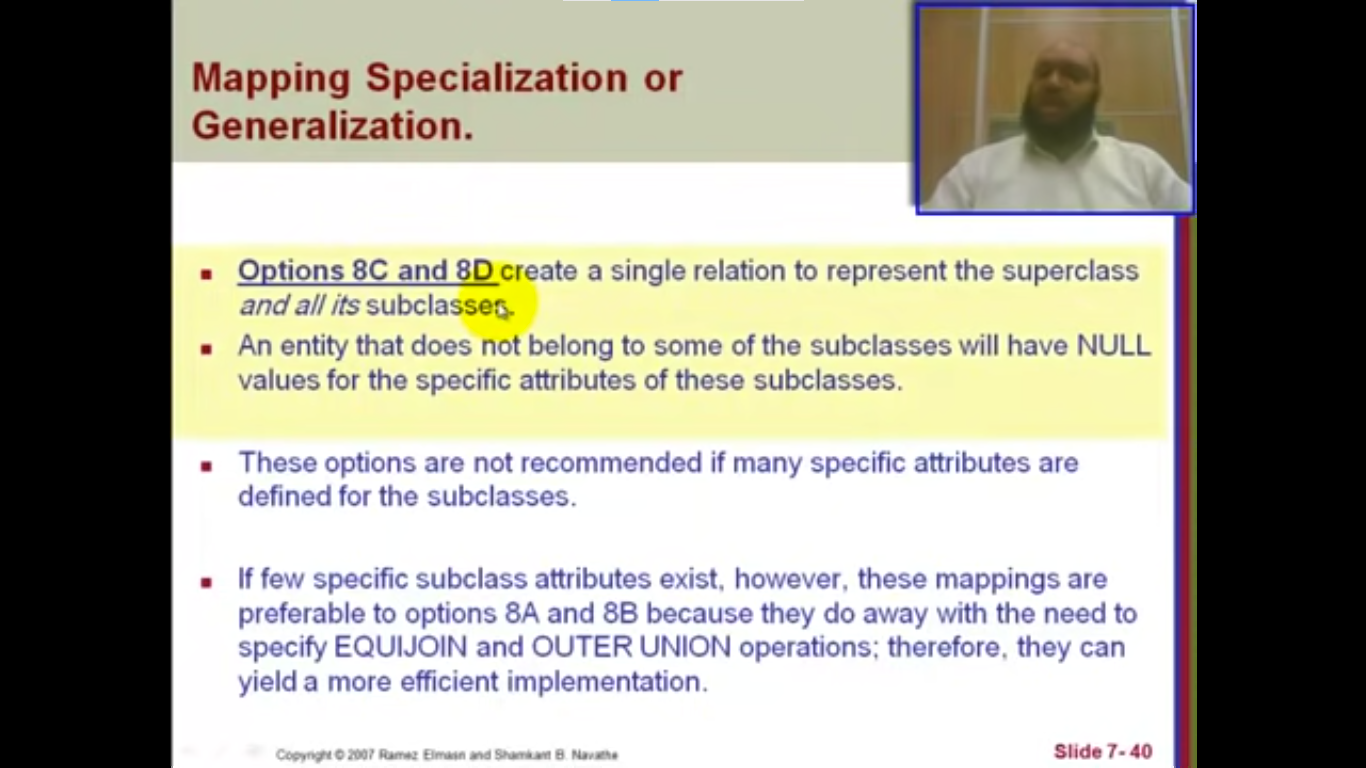 Mapping Specialization or
Generalization.
Options 8C and 8D create a single relation to represent the superclass
and all its subclasses.
An entity that does not belong to some of the subclasses will have NULL
values for the specific attributes of these subclasses.
These options are not recommended if many specific attributes are
defined for the subclasses.
If few specific subclass attributes exist, however, these mappings are
preferable to options 8A and 8B because they do away with the need to
specify EQUIJOIN and OUTER UNION operations; therefore, they can
yield a more efficient implementation.
Copyright © 2007 Ramez Elmasri and Shamkant B. Navathe
Slide 7- 40